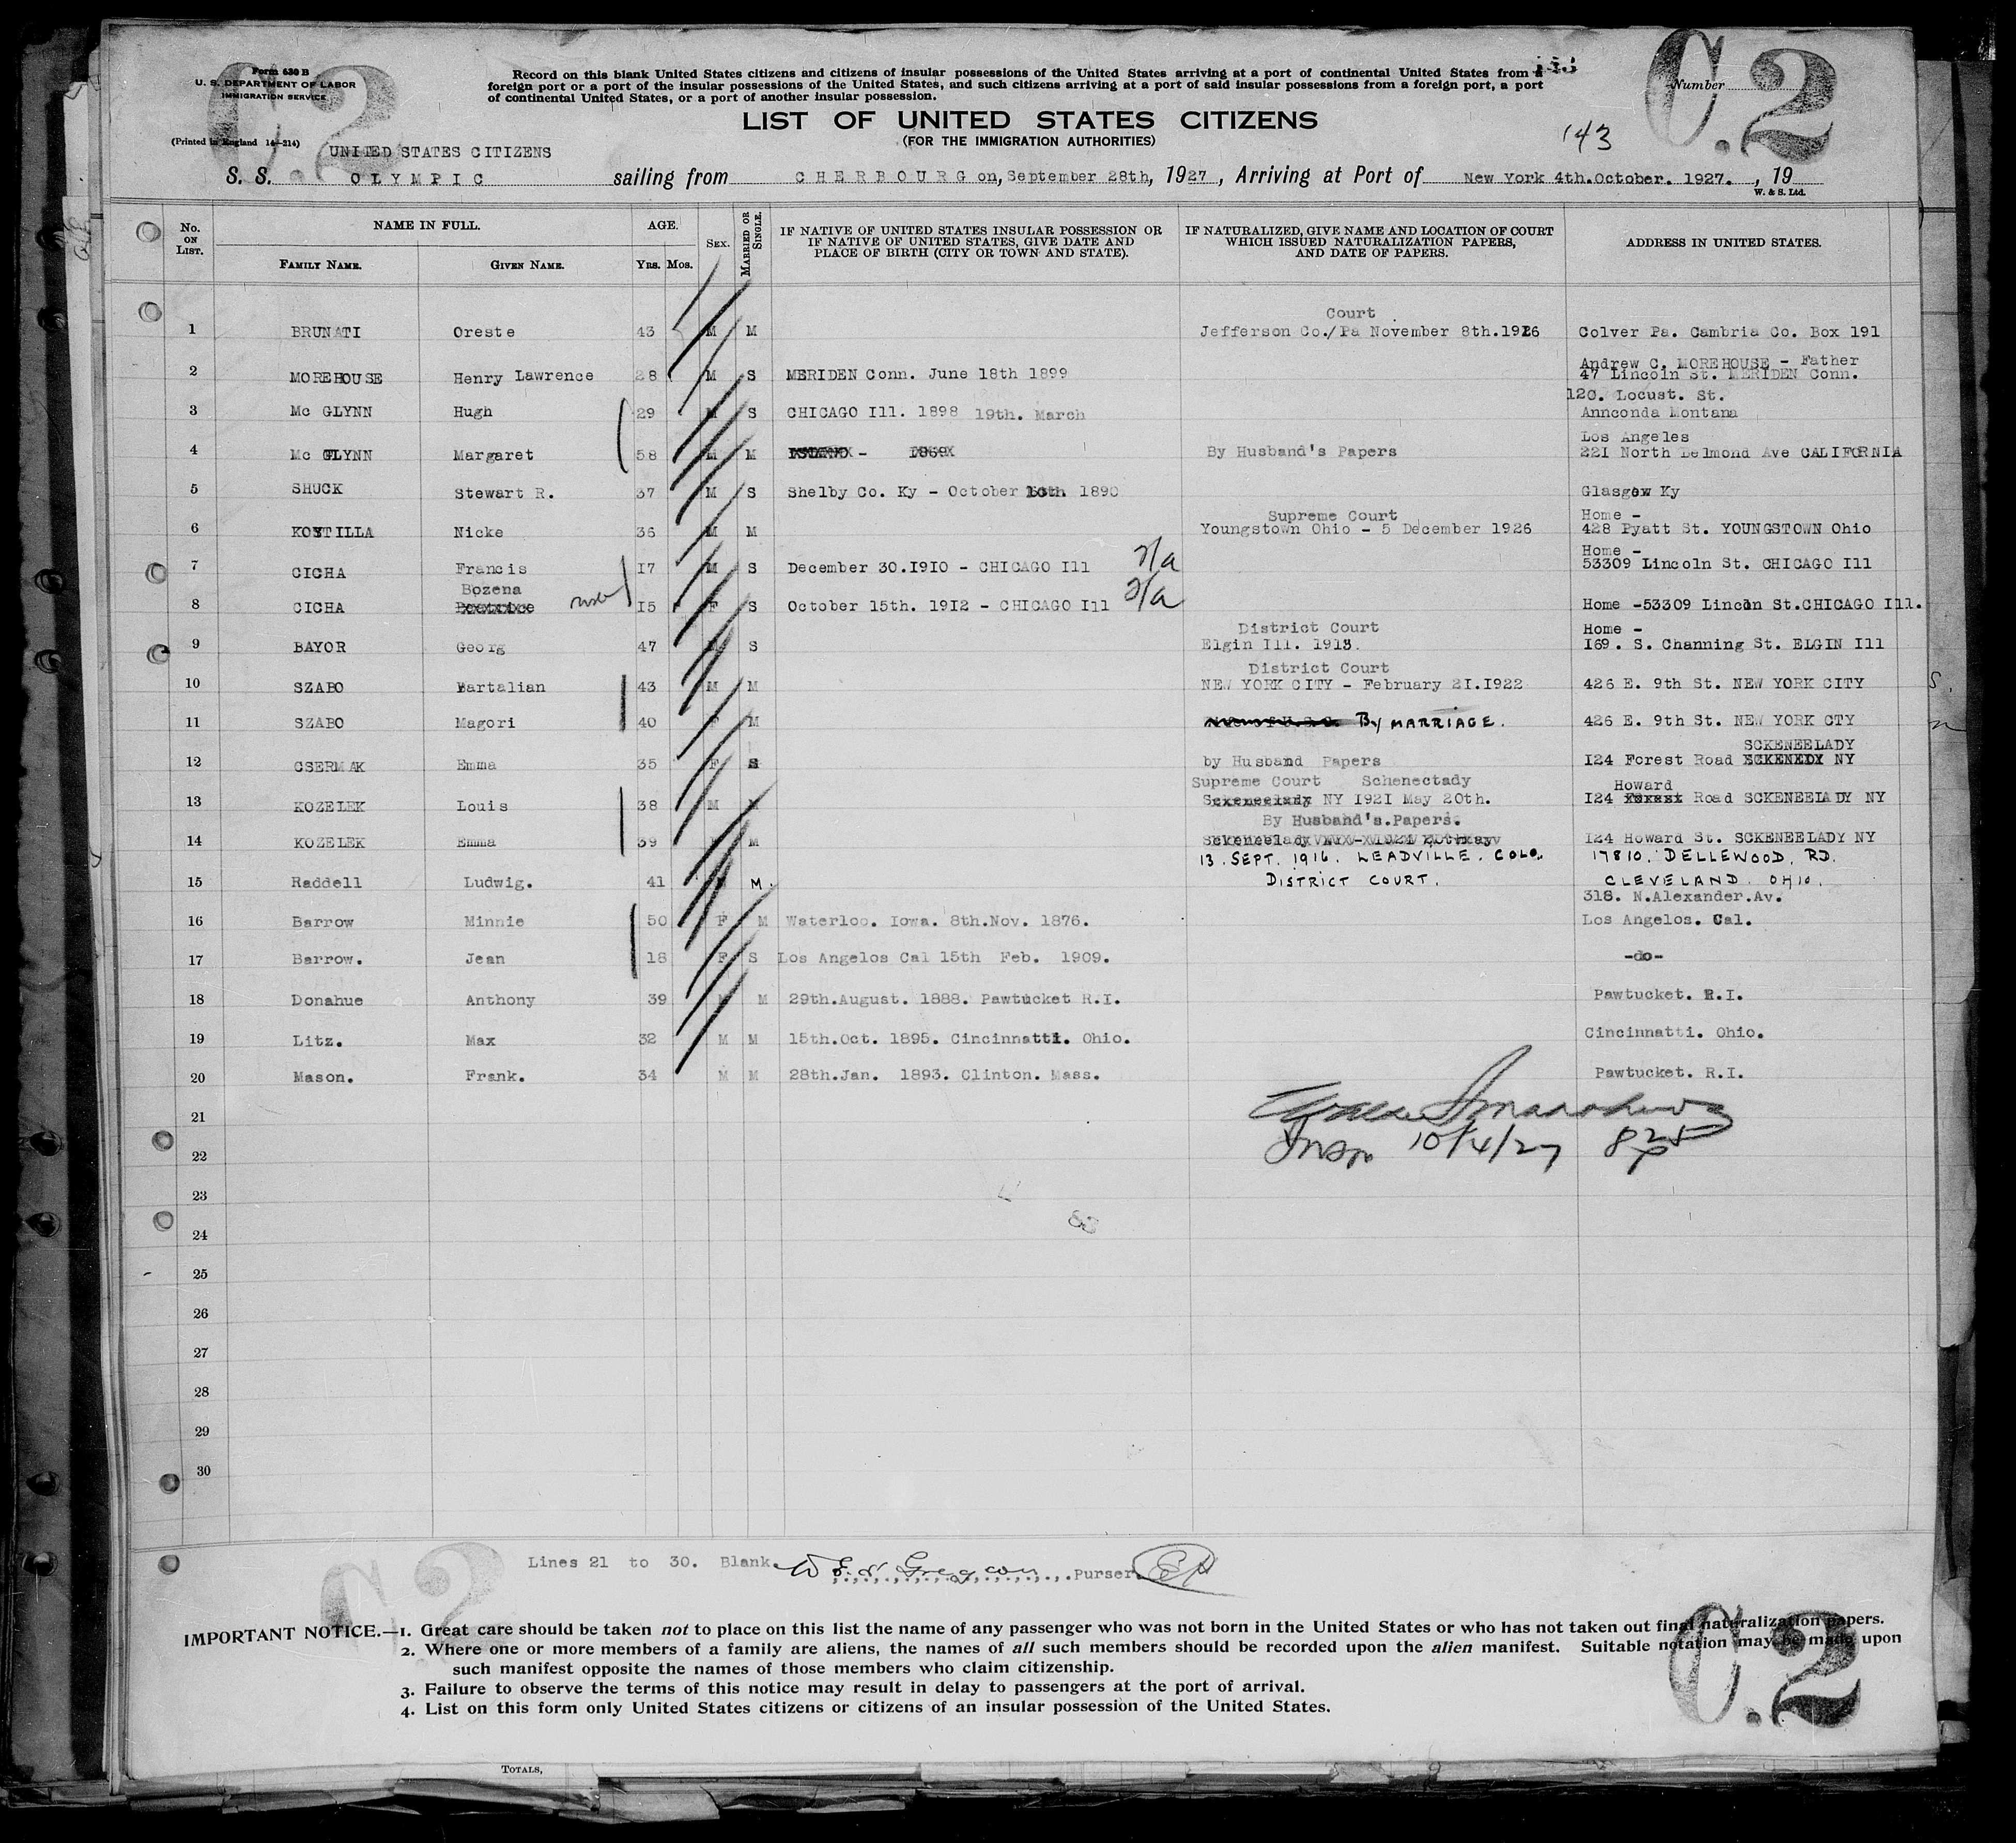 C.2
Form 630 B
U. S. DEPARTMENT OF LABOR
IMMIGRATION SERVICE
(Printed in England 14-214)
Record on this blank United States citizens and citizens of insular possessions of the United States arriving at a port of continental United States from a
foreign port or a port of the insular possessions of the United States, and such citizens arriving at a port of said insular possessions from a foreign port, a port
of continental United States, or a port of another insular possession.
Number
C.2
LIST OF UNITED STATES CITIZENS
(FOR THE IMMIGRATION AUTHORITIES)
143
UNITED STATES CITIZENS
S. S. OLYMPIC sailing from CHERBOURG on, September 28th, 1927, Arriving at Port of New York 4th.October. 1927. , 19
W. & S. Ltd.
No. ON LIST. NAME IN FULL. FAMILY NAME. GIVEN NAME. AGE. YRS. MOS. SEX. MARRIED OR SINGLE. IF NATIVE OF UNITED STATES INSULAR POSSESSION OR IF NATIVE OF UNITED STATES, GIVE DATE AND PLACE OF BIRTH (CITY OR TOWN AND STATE). IF NATURALIZED, GIVE NAME AND LOCATION OF COURT WHICH ISSUED NATURALIZATION PAPERS, AND DATE OF PAPERS. ADDRESS IN UNITED STATES.
Court
1 BRUNATI Oreste 43 M M Jefferson Co./Pa November 8th.1926 Colver Pa. Cambria Co. Box 191
Andrew C. MOREHOUSE - Father
2 MOREHOUSE Henry Lawrence 28 M S MERIDEN Conn. June 18th 1899 47 Lincoln St. MERIDEN Conn.
120. Locust. St.
3 Mc GLYNN Hugh 29 M S CHICAGO Ill. 1898 19th. March Annconda Montana
Los Angeles
4 Mc GLYNN Margaret 58 M - By Husband's Papers 221 North Delmond Ave CALIFORNIA
5 SHUCK Stewart R. 37 M S Shelby Co. Ky - October 1890 Glasgow Ky
Supreme Court Home -
6 KOSTILLA Nicke 36 M M Youngstown Ohio - 5 December 1926 428 Pyatt St. YOUNGSTOWN Ohio
Home -
7 CICHA Francis 17 M S December 30.1910 - CHICAGO Ill n/a 53309 Lincoln St. CHICAGO Ill
Bozena
8 CICHA 15 F S October 15th. 1912 - CHICAGO Ill n/a Home -53309 Lincoln St.CHICAGO Ill.
District Court Home -
9 BAYOR Georg 47 M S Elgin Ill. 1913. 169. S. Channing St. ELGIN Ill
District Court
10 SZABO Bartalian 43 M M NEW YORK CITY - February 21.1922 426 E. 9th St. NEW YORK CITY
11 SZABO Magori 40 F M By MARRIAGE. 426 E. 9th St. NEW YORK CTY
SCKENEELADY
12 CSERMAK Emma 35 F S by Husband Papers 124 Forest Road SCKENEDY NY
Supreme Court Schenectady Howard
13 KOZELEK Louis 38 M Sckeneelady NY 1921 May 20th. 124 Forest Road SCKENEELADY NY
By Husband's.Papers.
14 KOZELEK Emma 39 M 124 Howard St. SCKENEELADY NY
13. SEPT. 1916. LEADVILLE. COLO. 17810. DELLEWOOD. RD.
15 Raddell Ludwig. 41 M. DISTRICT COURT. CLEVELAND. OHIO.
318. N.Alexander.Av.
16 Barrow Minnie 50 F M Waterloo. Iowa. 8th.Nov. 1876. Los Angelos. Cal.
17 Barrow. Jean 18 F S Los Angelos Cal 15th Feb. 1909. -do-
18 Donahue Anthony 39 M M 29th.August. 1888. Pawtucket R.I. Pawtucket. R.I.
19 Litz. Max 32 M M 15th.Oct. 1895. Cincinnatti. Ohio. Cincinnatti. Ohio.
20 Mason. Frank. 34 M M 28th.Jan. 1893. Clinton. Mass. Pawtucket. R.I.
21
Insp 10/4/27 825 p
22
23
24
25
26
27
28
29
30
C.2
Lines 21 to 30. Blank. Purser.
IMPORTANT NOTICE.—1. Great care should be taken not to place on this list the name of any passenger who was not born in the United States or who has not taken out final naturalization papers.
2. Where one or more members of a family are aliens, the names of all such members should be recorded upon the alien manifest. Suitable notation may be made upon
such manifest opposite the names of those members who claim citizenship.
3. Failure to observe the terms of this notice may result in delay to passengers at the port of arrival.
4. List on this form only United States citizens or citizens of an insular possession of the United States.
C.2
TOTALS,